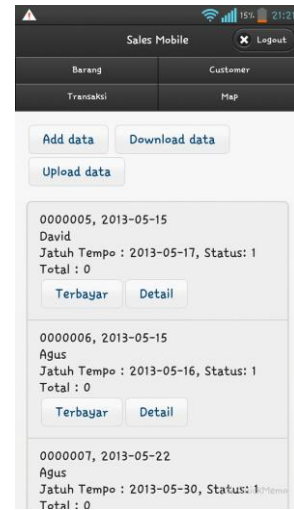 15% 21:21
Sales Mobile Logout
Barang Customer
Transaksi Map
Add data Download data
Upload data
0000005, 2013-05-15
David
Jatuh Tempo : 2013-05-17, Status: 1
Total : 0
Terbayar Detail
0000006, 2013-05-15
Agus
Jatuh Tempo : 2013-05-16, Status: 1
Total : 0
Terbayar Detail
0000007, 2013-05-22
Agus
Jatuh Tempo : 2013-05-30, Status: 1
Total : 0